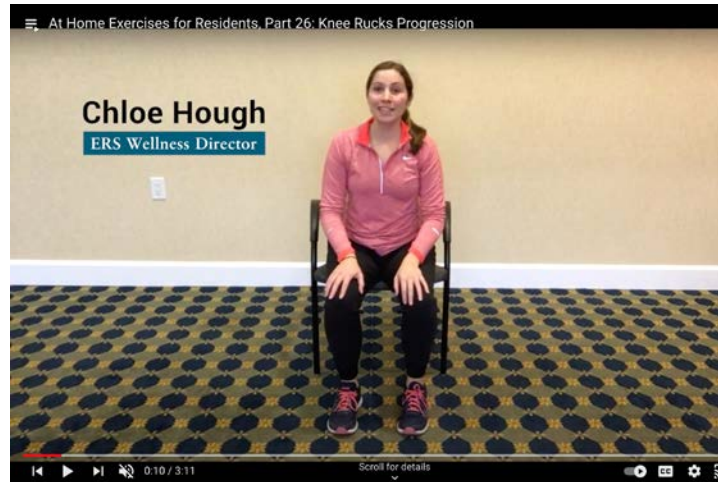 At Home Exercises for Residents, Part 26: Knee Rucks Progression
Chloe Hough
ERS Wellness Director
0:10 / 3:11
Scroll for details
CC